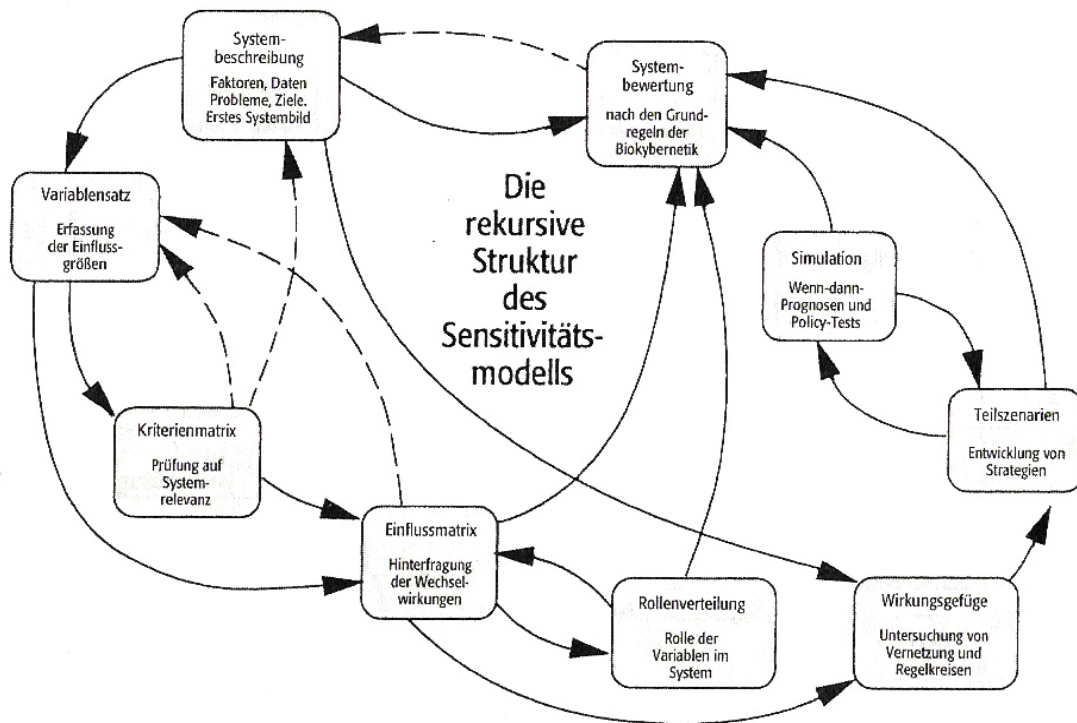 System-
beschreibung
Faktoren, Daten
Probleme, Ziele.
Erstes Systembild
System-
bewertung
nach den Grund-
regeln der
Biokybernetik
Variablensatz
Erfassung
der Einfluss-
größen
Die
rekursive
Struktur
des
Sensitivitäts-
modells
Simulation
Wenn-dann-
Prognosen und
Policy-Tests
Kriterienmatrix
Prüfung auf
System-
relevanz
Teilszenarien
Entwicklung von
Strategien
Einflussmatrix
Hinterfragung
der Wechsel-
wirkungen
Rollenverteilung
Rolle der
Variablen im
System
Wirkungsgefüge
Untersuchung von
Vernetzung und
Regelkreisen